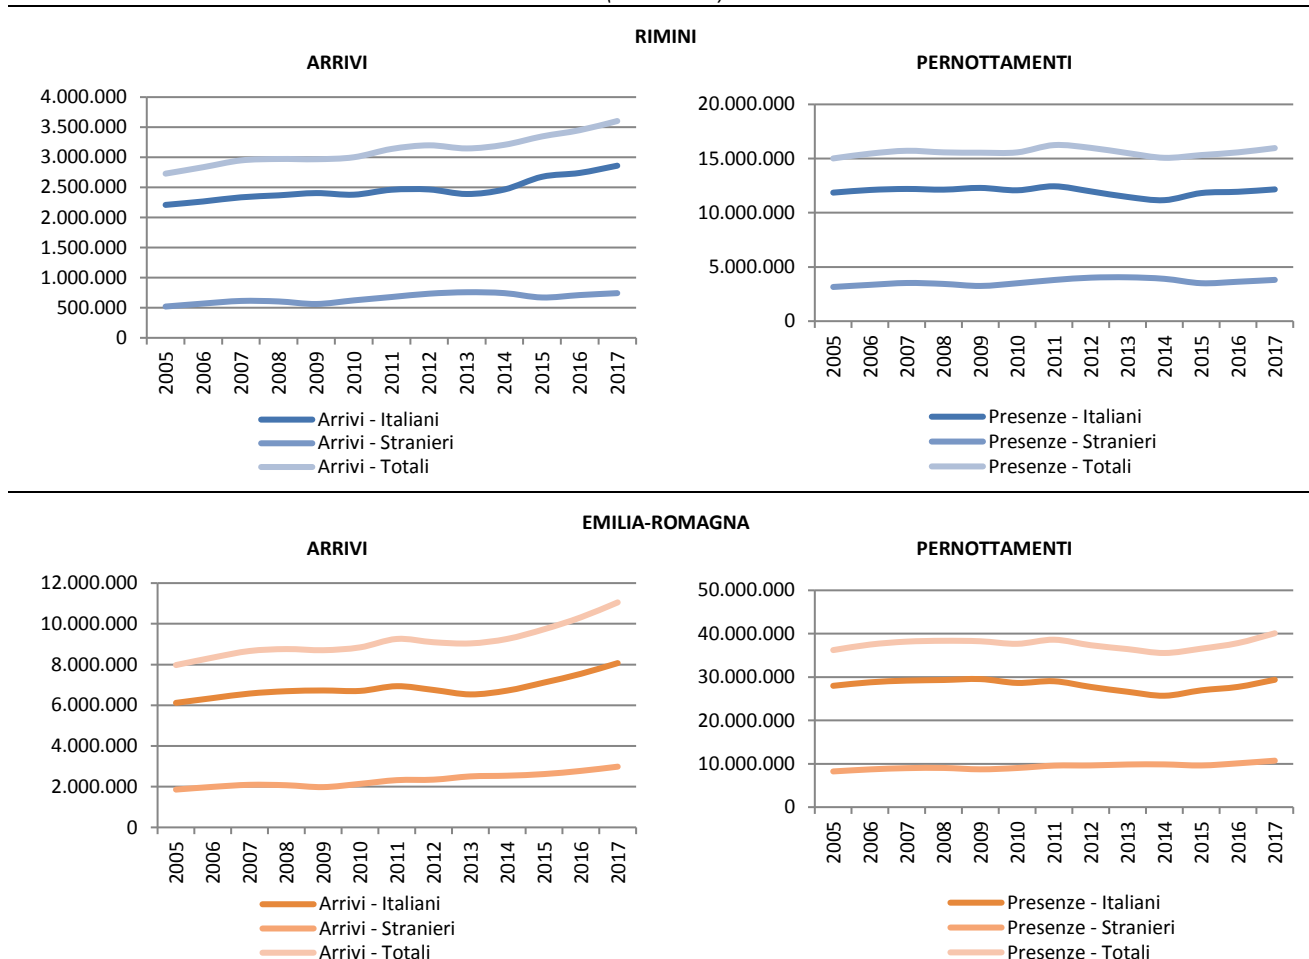 RIMINI
ARRIVI
4.000.000
3.500.000
3.000.000
2.500.000
2.000.000
1.500.000
1.000.000
500.000
0
2005 2006 2007 2008 2009 2010 2011 2012 2013 2014 2015 2016 2017
Arrivi - Italiani
Arrivi - Stranieri
Arrivi - Totali
PERNOTTAMENTI
20.000.000
15.000.000
10.000.000
5.000.000
0
2005 2006 2007 2008 2009 2010 2011 2012 2013 2014 2015 2016 2017
Presenze - Italiani
Presenze - Stranieri
Presenze - Totali
EMILIA-ROMAGNA
ARRIVI
12.000.000
10.000.000
8.000.000
6.000.000
4.000.000
2.000.000
0
2005 2006 2007 2008 2009 2010 2011 2012 2013 2014 2015 2016 2017
Arrivi - Italiani
Arrivi - Stranieri
Arrivi - Totali
PERNOTTAMENTI
50.000.000
40.000.000
30.000.000
20.000.000
10.000.000
0
2005 2006 2007 2008 2009 2010 2011 2012 2013 2014 2015 2016 2017
Presenze - Italiani
Presenze - Stranieri
Presenze - Totali